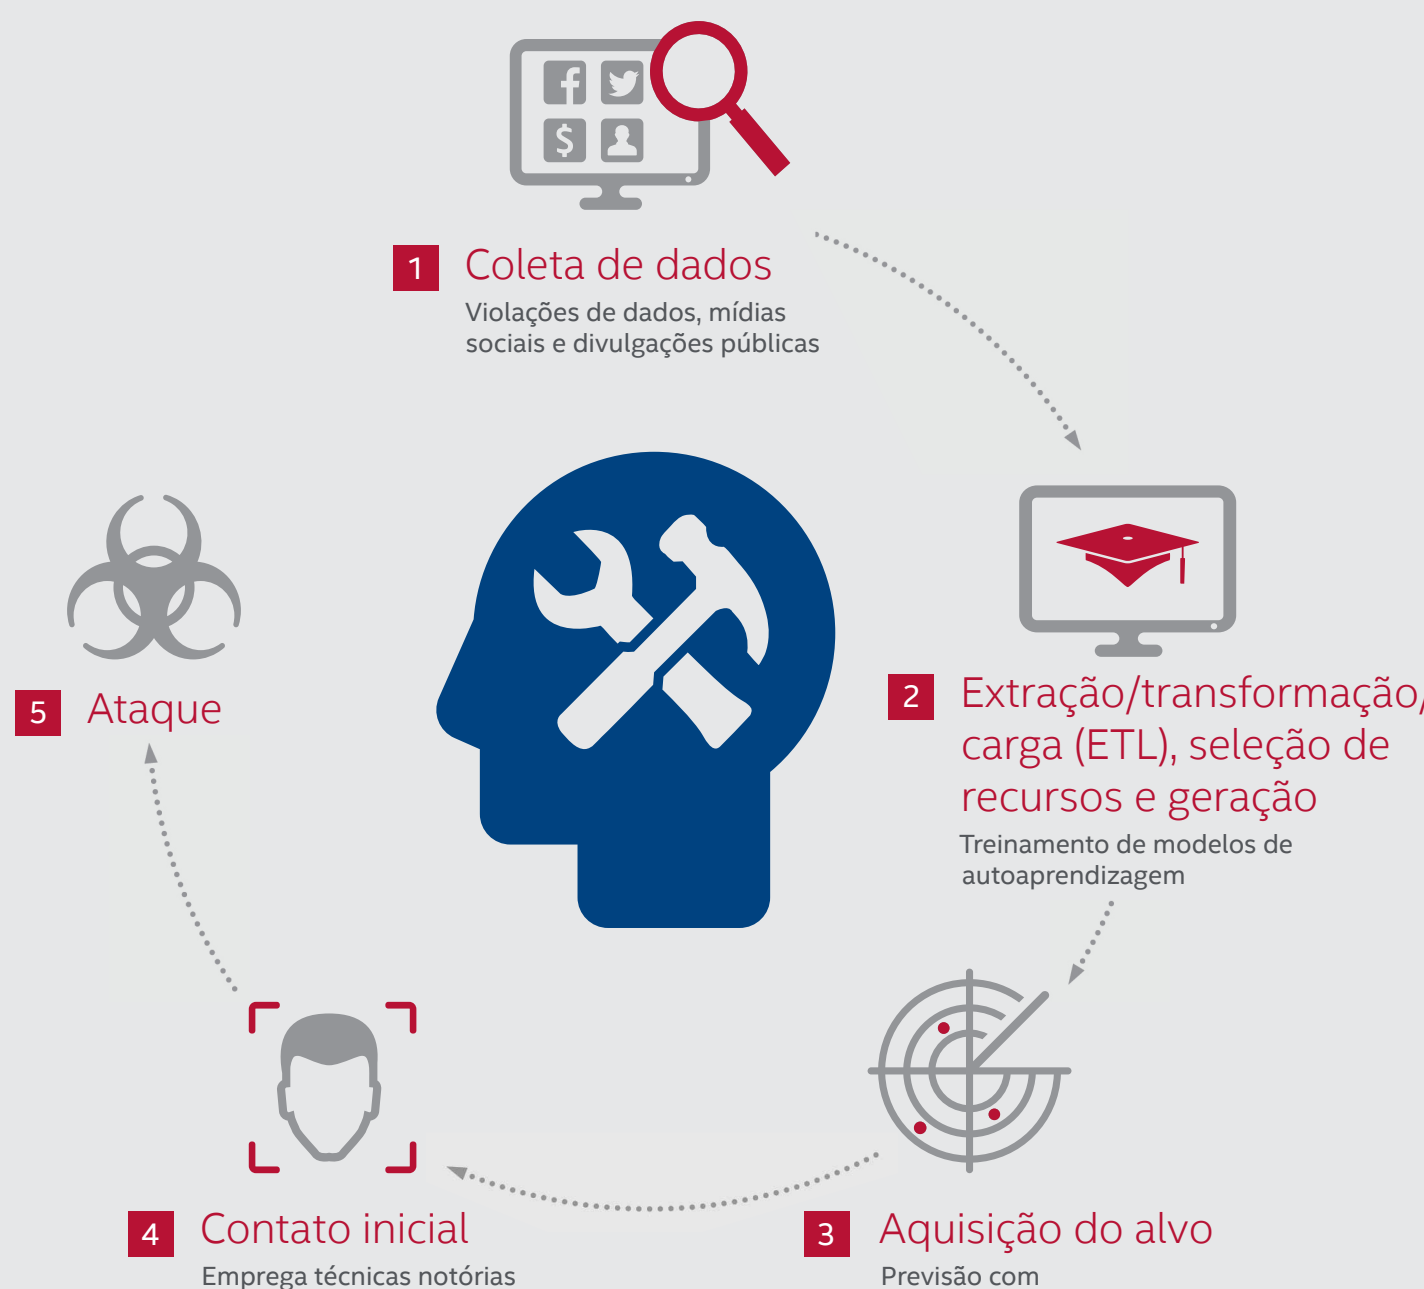 1 Coleta de dados
Violações de dados, mídias
sociais e divulgações públicas
2 Extração/transformação/
carga (ETL), seleção de
recursos e geração
Treinamento de modelos de
autoaprendizagem
3 Aquisição do alvo
Previsão com
4 Contato inicial
Emprega técnicas notórias
5 Ataque